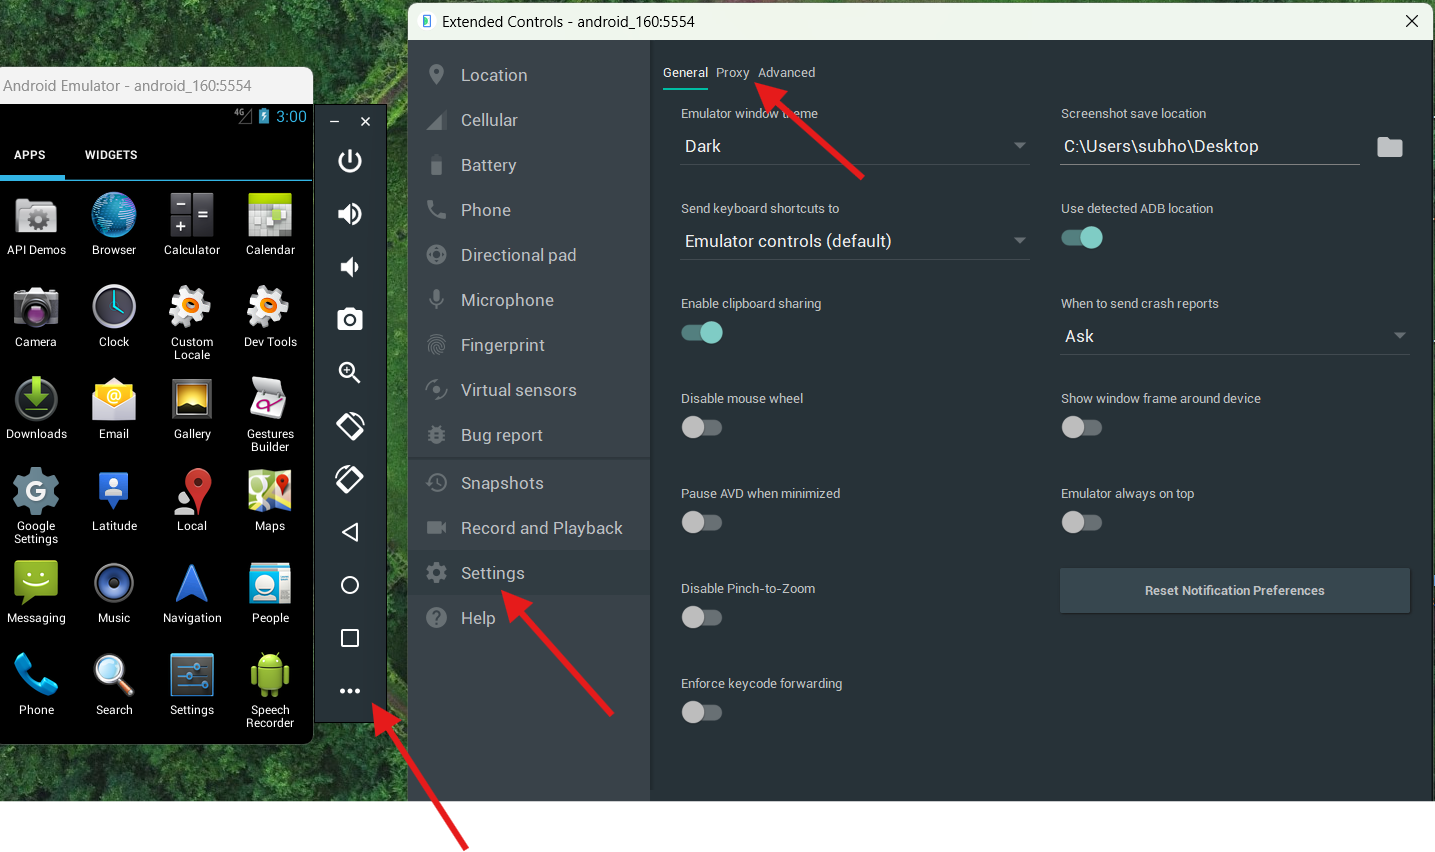 Extended Controls - android_160:5554
Android Emulator - android_160:5554
4G 3:00
APPS WIDGETS
API Demos Browser Calculator Calendar
Camera Clock Custom Locale Dev Tools
Downloads Email Gallery Gestures Builder
Google Settings Latitude Local Maps
Messaging Music Navigation People
Phone Search Settings Speech Recorder
Location
Cellular
Battery
Phone
Directional pad
Microphone
Fingerprint
Virtual sensors
Bug report
Snapshots
Record and Playback
Settings
Help
General Proxy Advanced
Emulator window theme
Dark
Send keyboard shortcuts to
Emulator controls (default)
Enable clipboard sharing
Disable mouse wheel
Pause AVD when minimized
Disable Pinch-to-Zoom
Enforce keycode forwarding
Screenshot save location
C:\Users\subho\Desktop
Use detected ADB location
When to send crash reports
Ask
Show window frame around device
Emulator always on top
Reset Notification Preferences